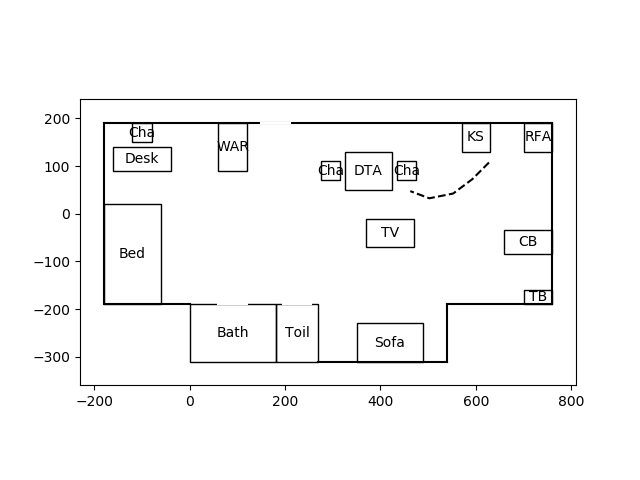 200
100
0
−100
−200
−300
Cha
Desk
WAR
Cha
DTA
Cha
KS
RFA
Bed
TV
CB
TB
Bath
Toil
Sofa
−200
0
200
400
600
800